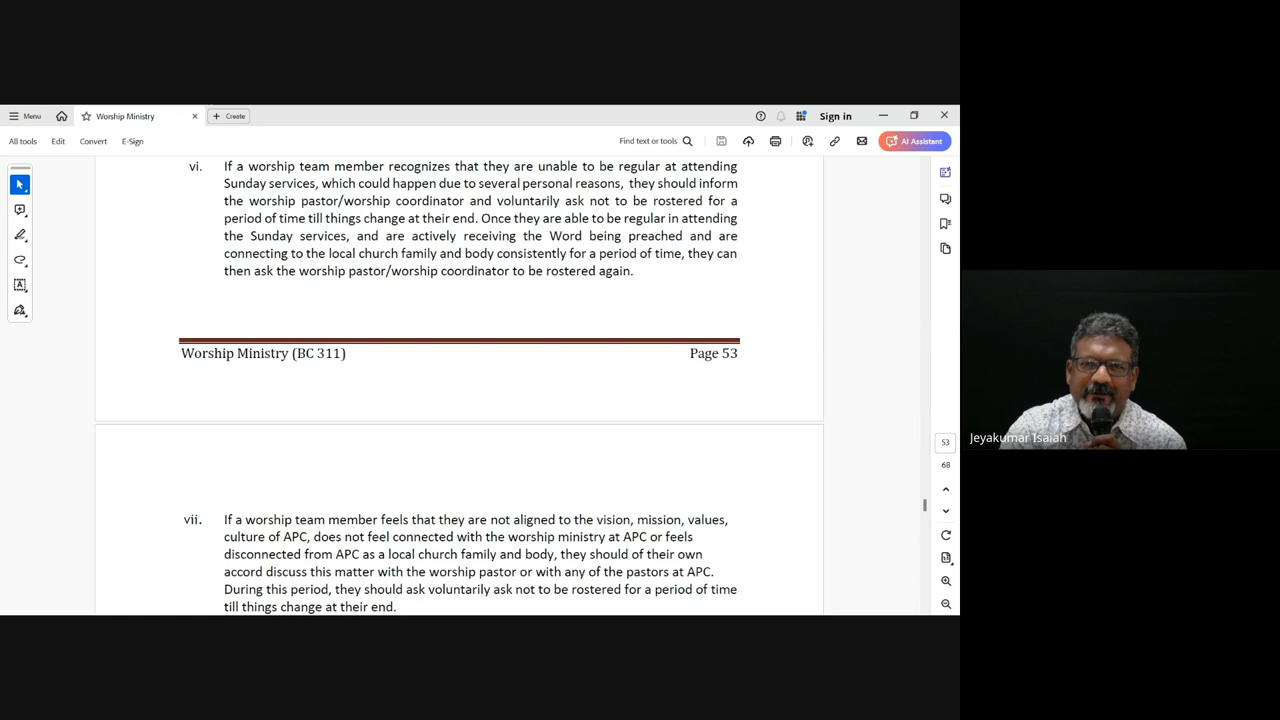 Menu
Worship Ministry
Create
Sign in
All tools
Edit
Convert
E-Sign
Find text or tools
AI Assistant
vi. If a worship team member recognizes that they are unable to be regular at attending
Sunday services, which could happen due to several personal reasons, they should inform
the worship pastor/worship coordinator and voluntarily ask not to be rostered for a
period of time till things change at their end. Once they are able to be regular in attending
the Sunday services, and are actively receiving the Word being preached and are
connecting to the local church family and body consistently for a period of time, they can
then ask the worship pastor/worship coordinator to be rostered again.
Worship Ministry (BC 311) Page 53
vii. If a worship team member feels that they are not aligned to the vision, mission, values,
culture of APC, does not feel connected with the worship ministry at APC or feels
disconnected from APC as a local church family and body, they should of their own
accord discuss this matter with the worship pastor or with any of the pastors at APC.
During this period, they should ask voluntarily ask not to be rostered for a period of time
till things change at their end.
53
68
Jeyakumar Isaiah